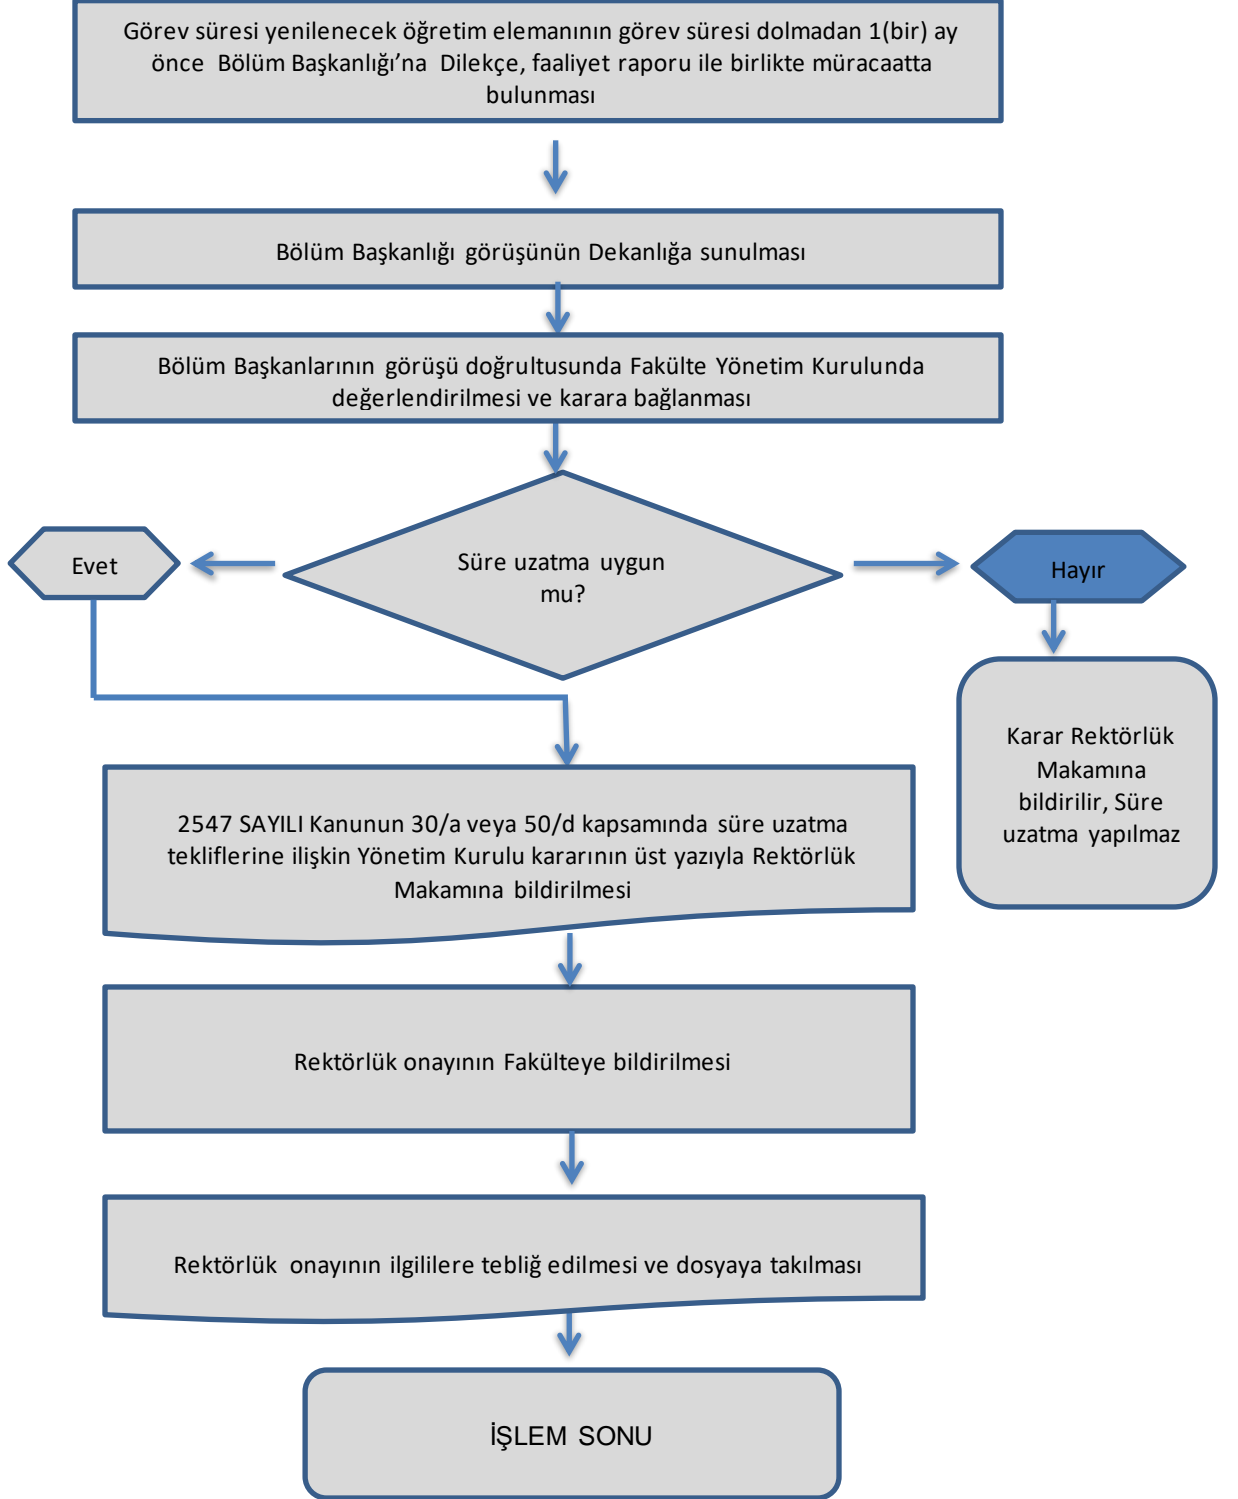 Görev süresi yenilenecek öğretim elemanının görev süresi dolmadan 1(bir) ay
önce Bölüm Başkanlığı’na Dilekçe, faaliyet raporu ile birlikte müracaatta
bulunması
Bölüm Başkanlığı görüşünün Dekanlığa sunulması
Bölüm Başkanlarının görüşü doğrultusunda Fakülte Yönetim Kurulunda
değerlendirilmesi ve karara bağlanması
Süre uzatma uygun
mu?
Evet
Hayır
Karar Rektörlük
Makamına
bildirilir, Süre
uzatma yapılmaz
2547 SAYILI Kanunun 30/a veya 50/d kapsamında süre uzatma
tekliflerine ilişkin Yönetim Kurulu kararının üst yazıyla Rektörlük
Makamına bildirilmesi
Rektörlük onayının Fakülteye bildirilmesi
Rektörlük onayının ilgililere tebliğ edilmesi ve dosyaya takılması
İŞLEM SONU